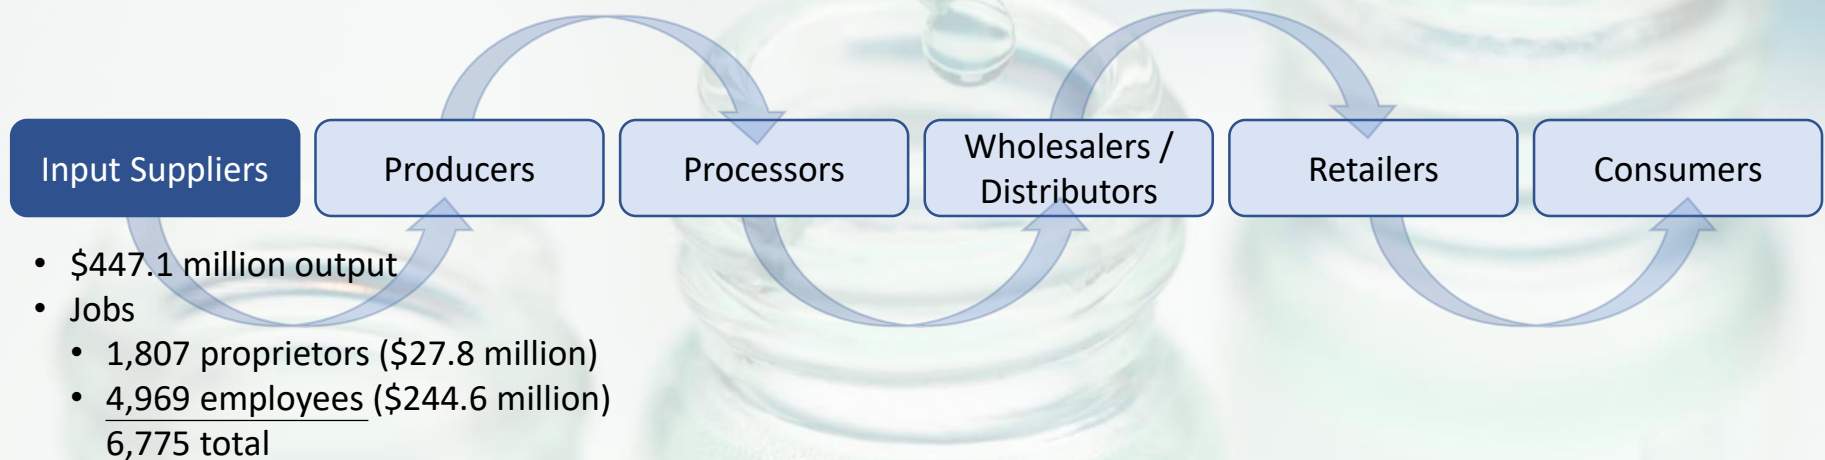 Input Suppliers
Producers
Processors
Wholesalers /
Distributors
Retailers
Consumers
• $447.1 million output
• Jobs
• 1,807 proprietors ($27.8 million)
• 4,969 employees ($244.6 million)
6,775 total